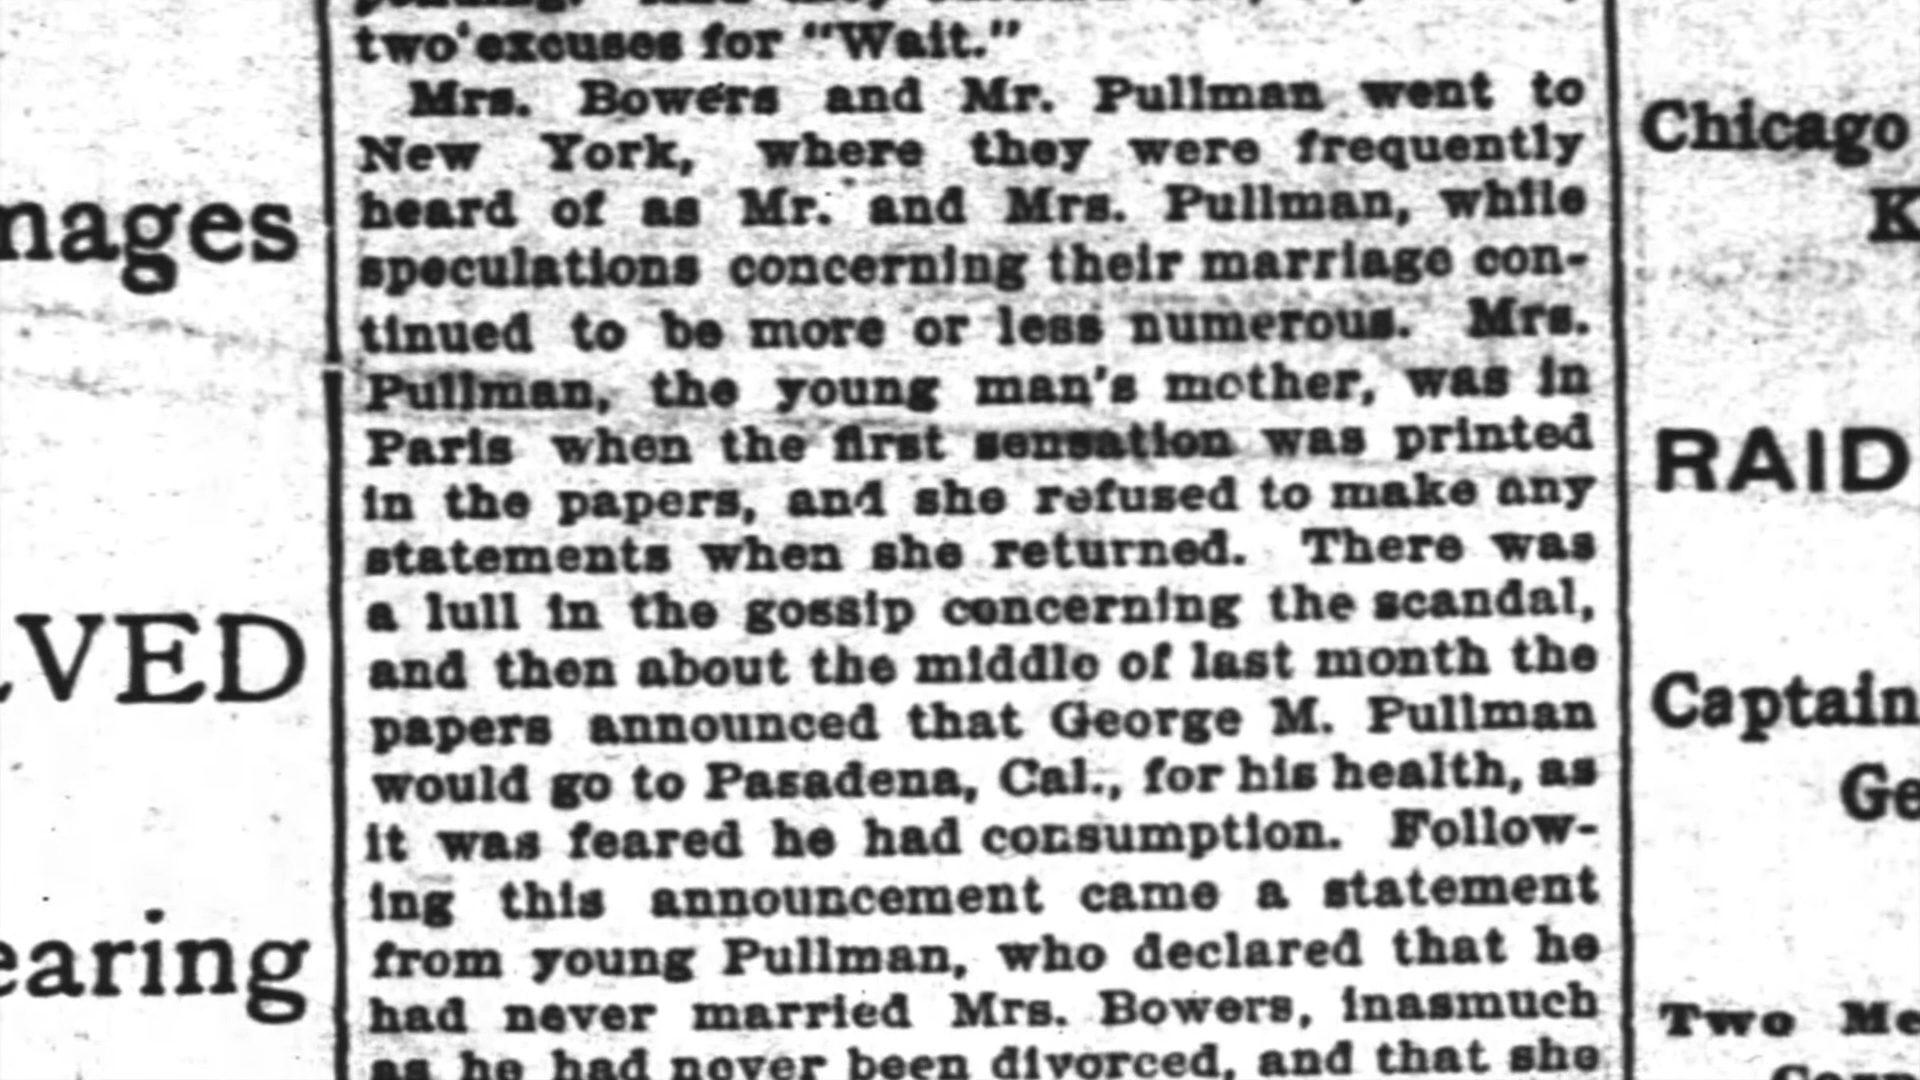 two excuses for "Wait."
Mrs. Bowers and Mr. Pullman went to
New York, where they were frequently
heard of as Mr. and Mrs. Pullman, while
speculations concerning their marriage con-
tinued to be more or less numerous. Mrs.
Pullman, the young man's mother, was in
Paris when the first sensation was printed
in the papers, and she refused to make any
statements when she returned. There was
a lull in the gossip concerning the scandal,
and then about the middle of last month the
papers announced that George M. Pullman
would go to Pasadena, Cal., for his health, as
it was feared he had consumption. Follow-
ing this announcement came a statement
from young Pullman, who declared that he
had never married Mrs. Bowers, inasmuch
as he had never been divorced, and that she
mages
VED
earing
Chicago
K
RAID
Captain
Ge
Two Me